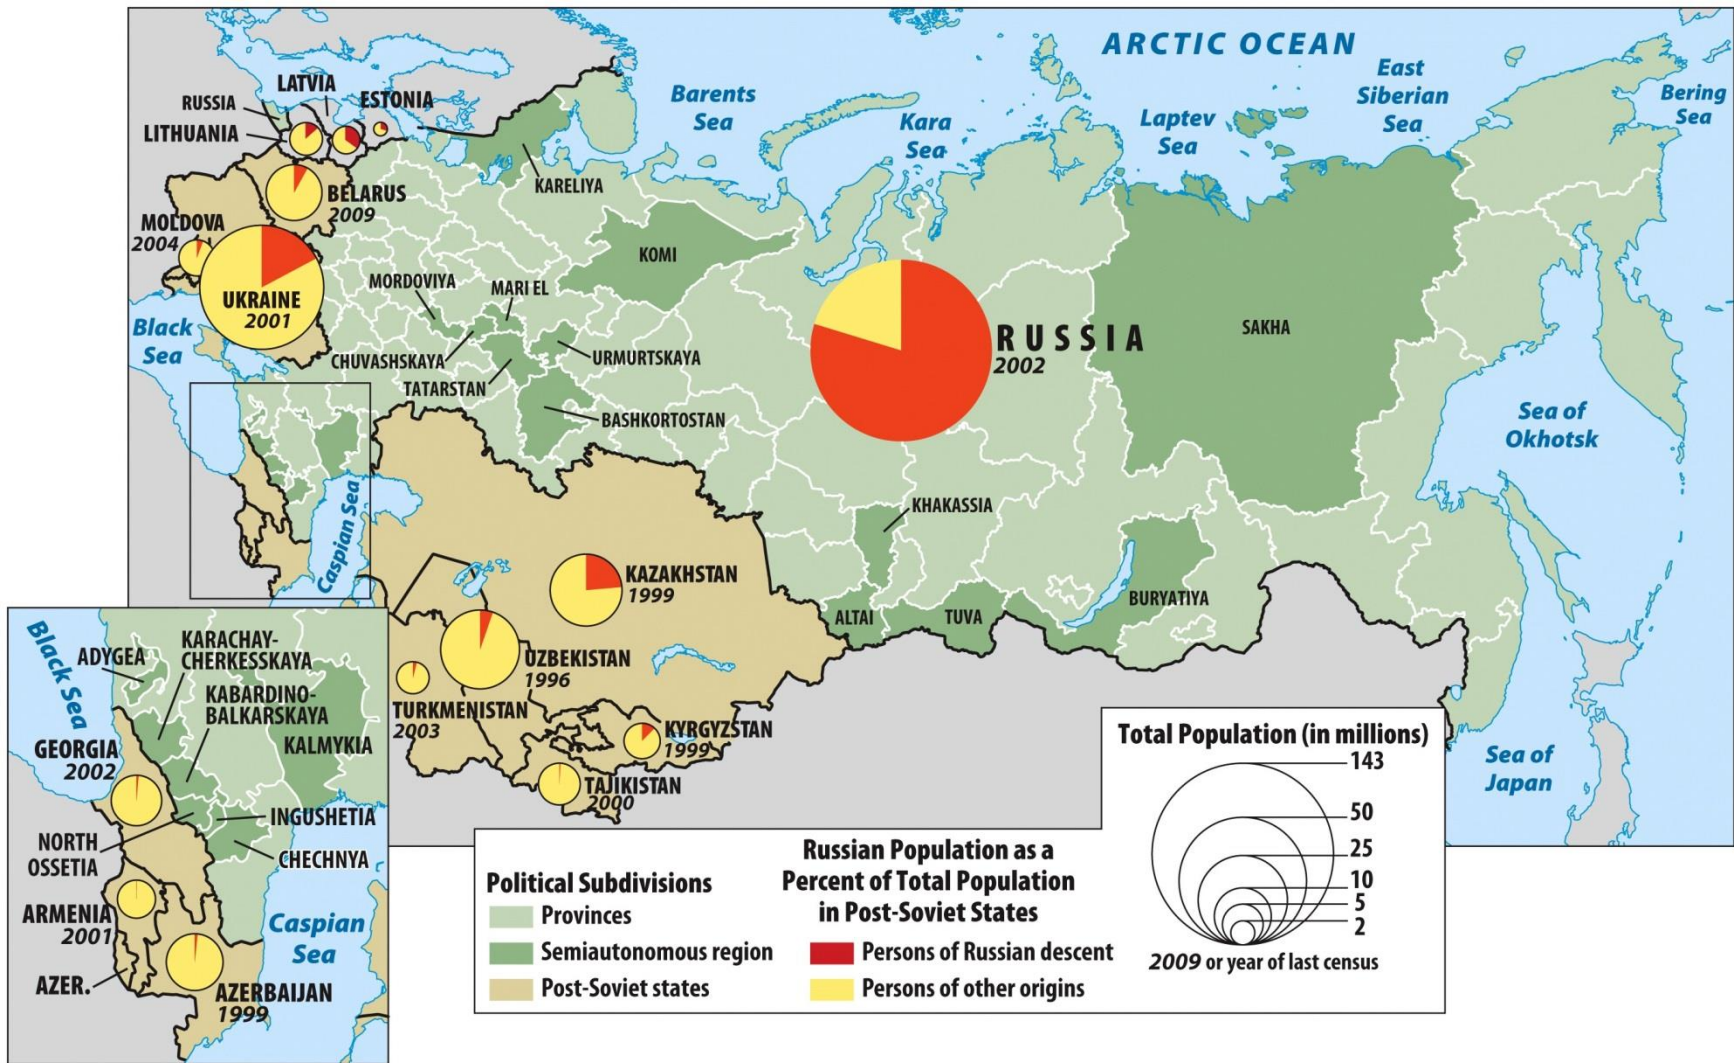 ARCTIC OCEAN
Barents
Sea
Kara
Sea
Laptev
Sea
East
Siberian
Sea
Bering
Sea
LATVIA
RUSSIA
ESTONIA
LITHUANIA
KARELIYA
BELARUS
2009
MOLDOVA
2004
UKRAINE
2001
Black
Sea
KOMI
MORDOVIYA
MARI EL
CHUVASHSKAYA
URMURTSKAYA
TATARSTAN
BASHKORTOSTAN
RUSSIA
2002
SAKHA
Sea of
Okhotsk
KHAKASSIA
Caspian Sea
KAZAKHSTAN
1999
ALTAI
TUVA
BURYATIYA
UZBEKISTAN
1996
TURKMENISTAN
2003
KYRGYZSTAN
1999
TAJIKISTAN
2000
Sea of
Japan
Black Sea
ADYGEA
KARACHAY-
CHERKESSKAYA
KABARDINO-
BALKARSKAYA
GEORGIA
2002
KALMYKIA
INGUSHETIA
NORTH
OSSETIA
CHECHNYA
ARMENIA
2001
Caspian
Sea
AZER.
AZERBAIJAN
1999
Political Subdivisions
Provinces
Semiautonomous region
Post-Soviet states
Russian Population as a
Percent of Total Population
in Post-Soviet States
Persons of Russian descent
Persons of other origins
Total Population (in millions)
143
50
25
10
5
2
2009 or year of last census